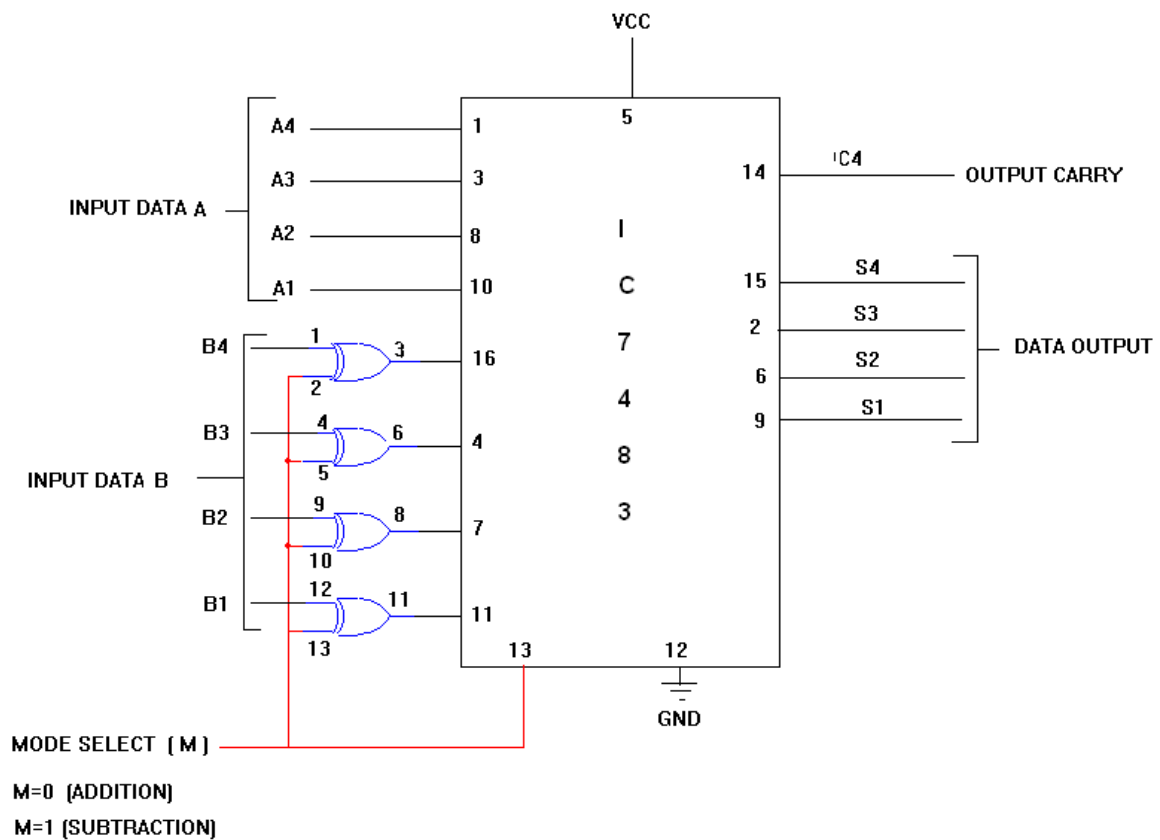 VCC
5
A4 1
A3 3
INPUT DATA A
A2 8
A1 10
14 C4 OUTPUT CARRY
I
C
7
4
8
3
15 S4
2 S3
DATA OUTPUT
6 S2
9 S1
B4 1 2 3 16
B3 4 5 6 4
INPUT DATA B
B2 9 10 8 7
B1 12 13 11 11
13
12
GND
MODE SELECT ( M )
M=0 (ADDITION)
M=1 (SUBTRACTION)